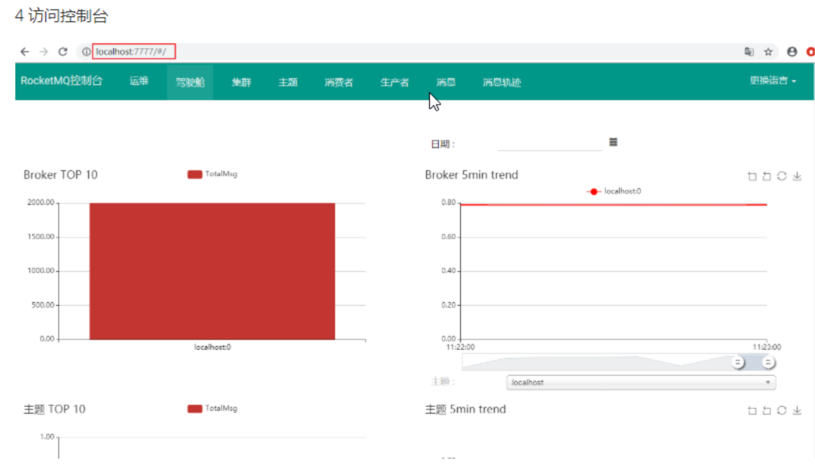 4 访问控制台
localhost:7777/#/
RocketMQ控制台 运维 驾驶舱 集群 主题 消费者 生产者 消息 消息轨迹 更换语言
日期：
Broker TOP 10 TotalMsg
Broker 5min trend
localhost:0
2000.00
1500.00
1000.00
500.00
0.00
localhost:0
0.80
0.60
0.40
0.20
0.00
11:22:00 11:23:00
主题： localhost
主题 TOP 10 TotalMsg
主题 5min trend
1.00